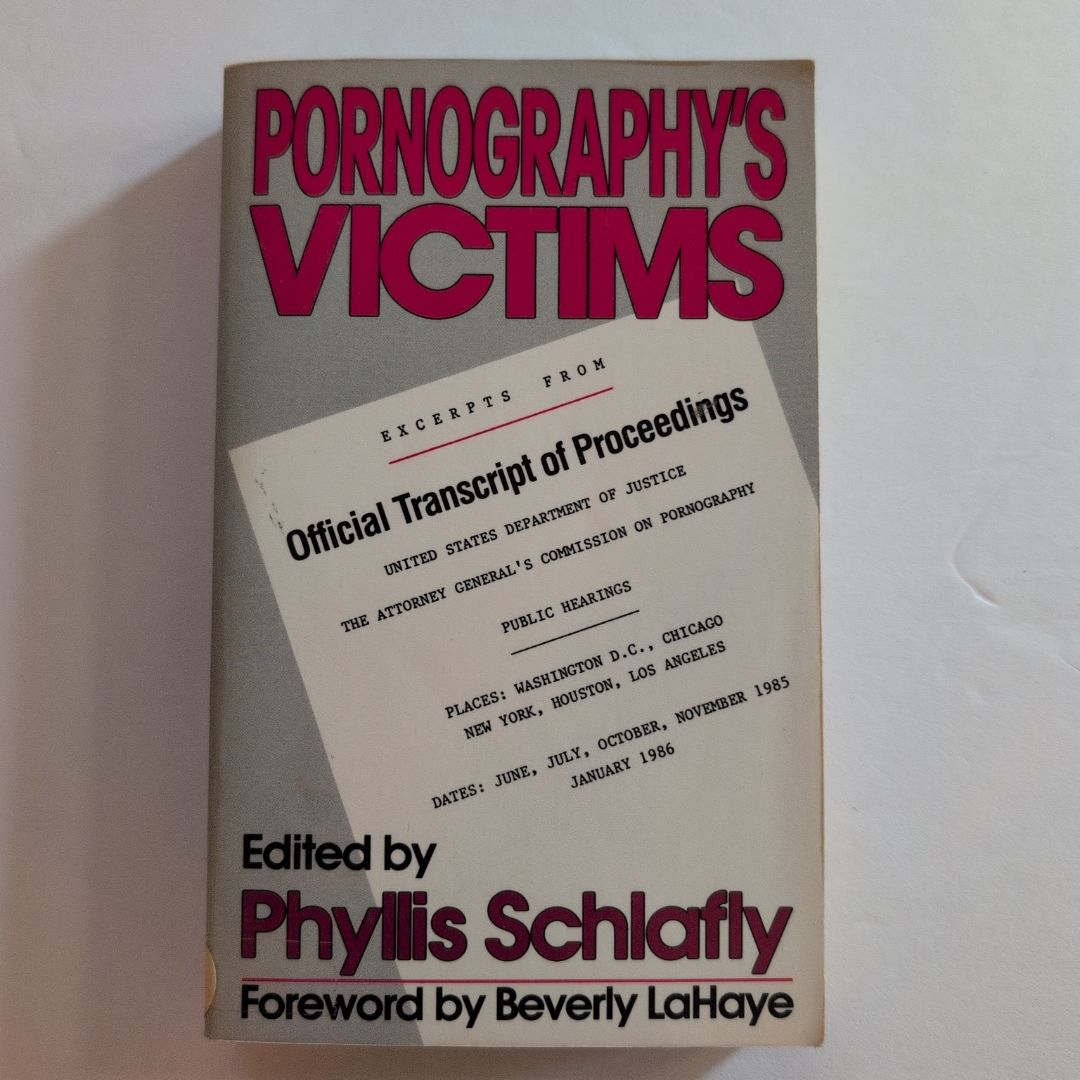 PORNOGRAPHY'S
VICTIMS
EXCERPTS FROM
Official Transcript of Proceedings
UNITED STATES DEPARTMENT OF JUSTICE
THE ATTORNEY GENERAL'S COMMISSION ON PORNOGRAPHY
PUBLIC HEARINGS
PLACES: WASHINGTON D.C., CHICAGO
NEW YORK, HOUSTON, LOS ANGELES
DATES: JUNE, JULY, OCTOBER, NOVEMBER 1985
JANUARY 1986
Edited by
Phyllis Schlafly
Foreword by Beverly LaHaye